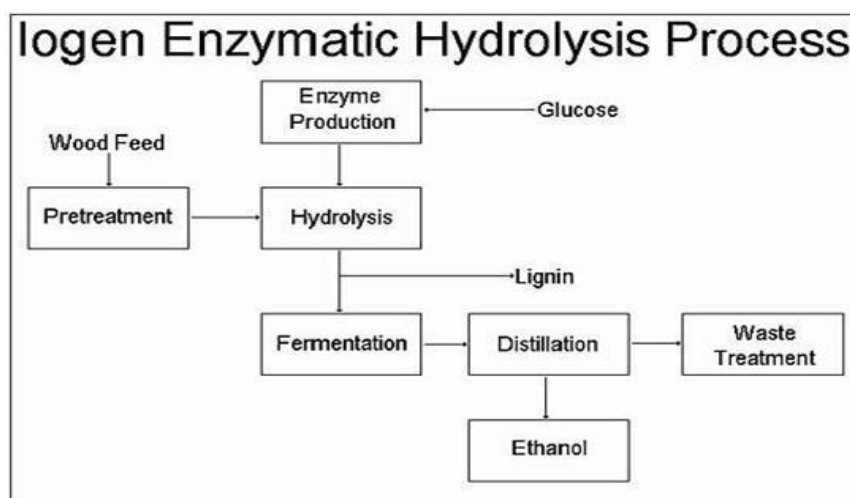 Iogen Enzymatic Hydrolysis Process
Enzyme
Production
Glucose
Wood Feed
Pretreatment
Hydrolysis
Lignin
Fermentation
Distillation
Waste
Treatment
Ethanol